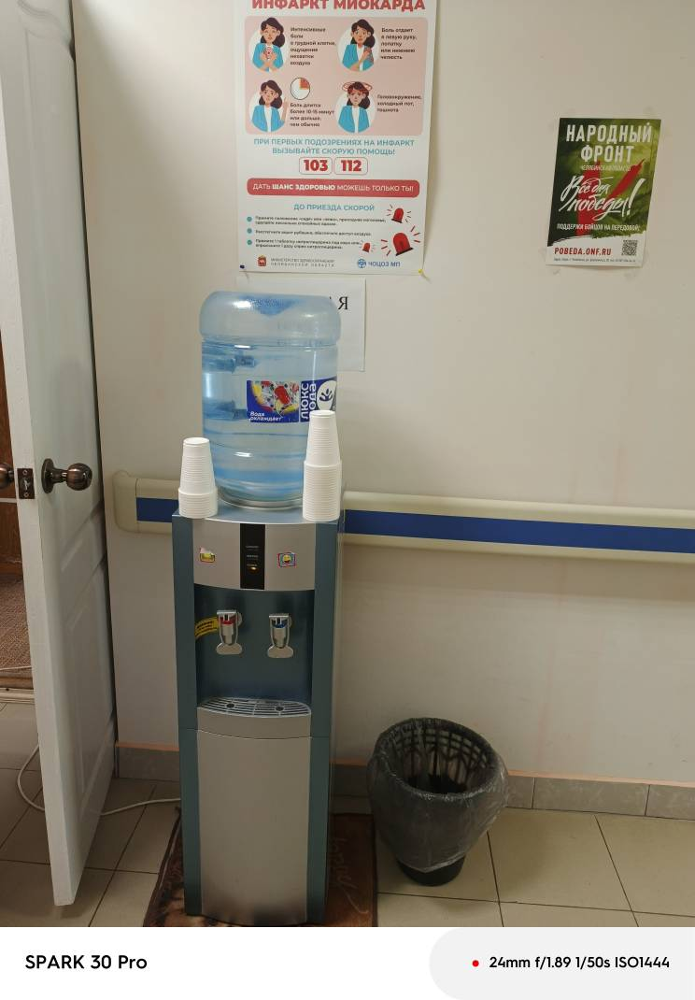 ИНФАРКТ МИОКАРДА
Интенсивные
боли
в грудной клетке,
ощущение
нехватки
воздуха
Боль отдает
в левую руку,
лопатку
или нижнюю
челюсть
Боль длится
более 10-15 минут
или дольше,
чем обычно
Головокружение,
холодный пот,
тошнота
ПРИ ПЕРВЫХ ПОДОЗРЕНИЯХ НА ИНФАРКТ
ВЫЗЫВАЙТЕ СКОРУЮ ПОМОЩЬ!
103 112
ДАТЬ ШАНС ЗДОРОВЬЮ МОЖЕШЬ ТОЛЬКО ТЫ!
ДО ПРИЕЗДА СКОРОЙ
МИНИСТЕРСТВО ЗДРАВООХРАНЕНИЯ
ЧЕЛЯБИНСКОЙ ОБЛАСТИ
ЧОЦОЗ МП
НАРОДНЫЙ
ФРОНТ
ЧЕЛЯБИНСКАЯ ОБЛАСТЬ
Все для
победы!
ПОДДЕРЖИ БОЙЦОВ НА ПЕРЕДОВОЙ!
POBEDA.ONF.RU
АЯ
Вода
охлаждает
ЛЮКС
ВОДА
SPARK 30 Pro
24mm f/1.89 1/50s ISO1444